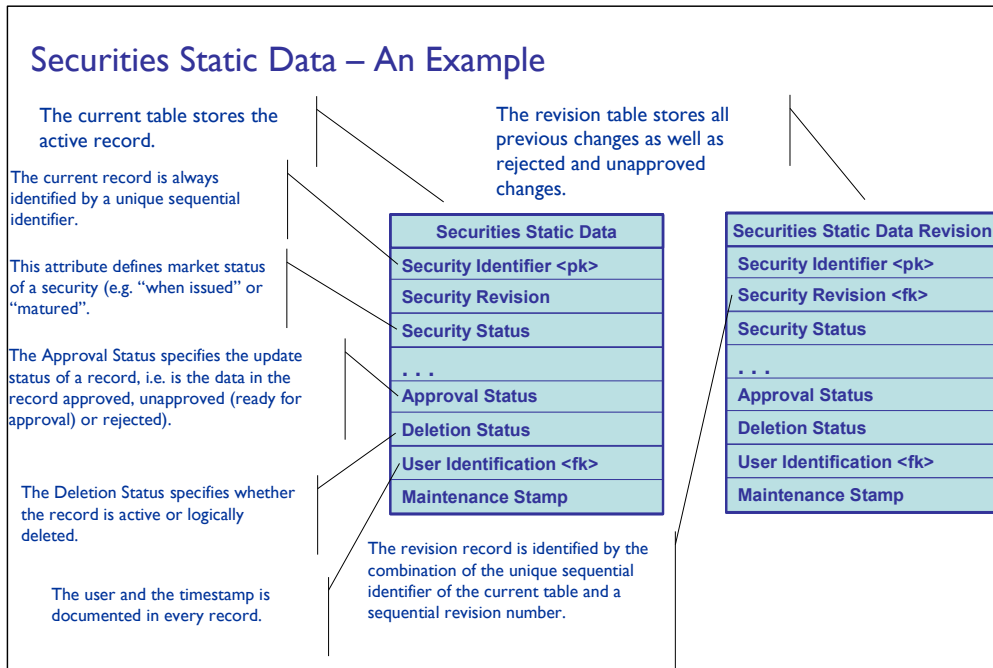 Securities Static Data – An Example
The current table stores the
active record.
The revision table stores all
previous changes as well as
rejected and unapproved
changes.
The current record is always
identified by a unique sequential
identifier.
This attribute defines market status
of a security (e.g. “when issued” or
“matured”.
The Approval Status specifies the update
status of a record, i.e. is the data in the
record approved, unapproved (ready for
approval) or rejected).
The Deletion Status specifies whether
the record is active or logically
deleted.
The user and the timestamp is
documented in every record.
Securities Static Data
Security Identifier <pk>
Security Revision
Security Status
. . .
Approval Status
Deletion Status
User Identification <fk>
Maintenance Stamp
The revision record is identified by the
combination of the unique sequential
identifier of the current table and a
sequential revision number.
Securities Static Data Revision
Security Identifier <pk>
Security Revision <fk>
Security Status
. . .
Approval Status
Deletion Status
User Identification <fk>
Maintenance Stamp